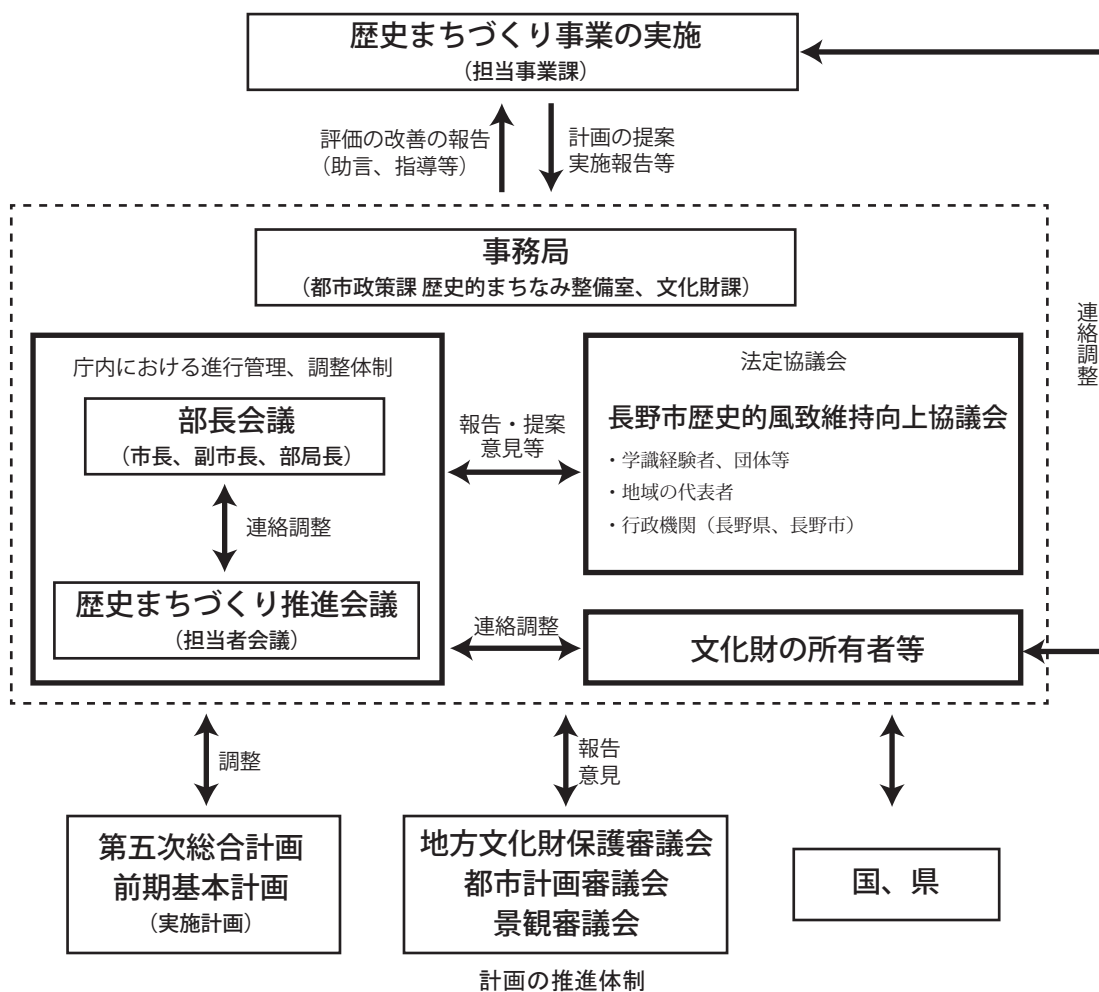 歴史まちづくり事業の実施
(担当事業課)
評価の改善の報告
(助言、指導等)
計画の提案
実施報告等
事務局
(都市政策課 歴史的まちなみ整備室、文化財課)
連絡調整
庁内における進行管理、調整体制
部長会議
(市長、副市長、部局長)
連絡調整
歴史まちづくり推進会議
(担当者会議)
報告・提案
意見等
連絡調整
法定協議会
長野市歴史的風致維持向上協議会
・学識経験者、団体等
・地域の代表者
・行政機関（長野県、長野市）
文化財の所有者等
調整
報告
意見
第五次総合計画
前期基本計画
(実施計画)
地方文化財保護審議会
都市計画審議会
景観審議会
国、県
計画の推進体制